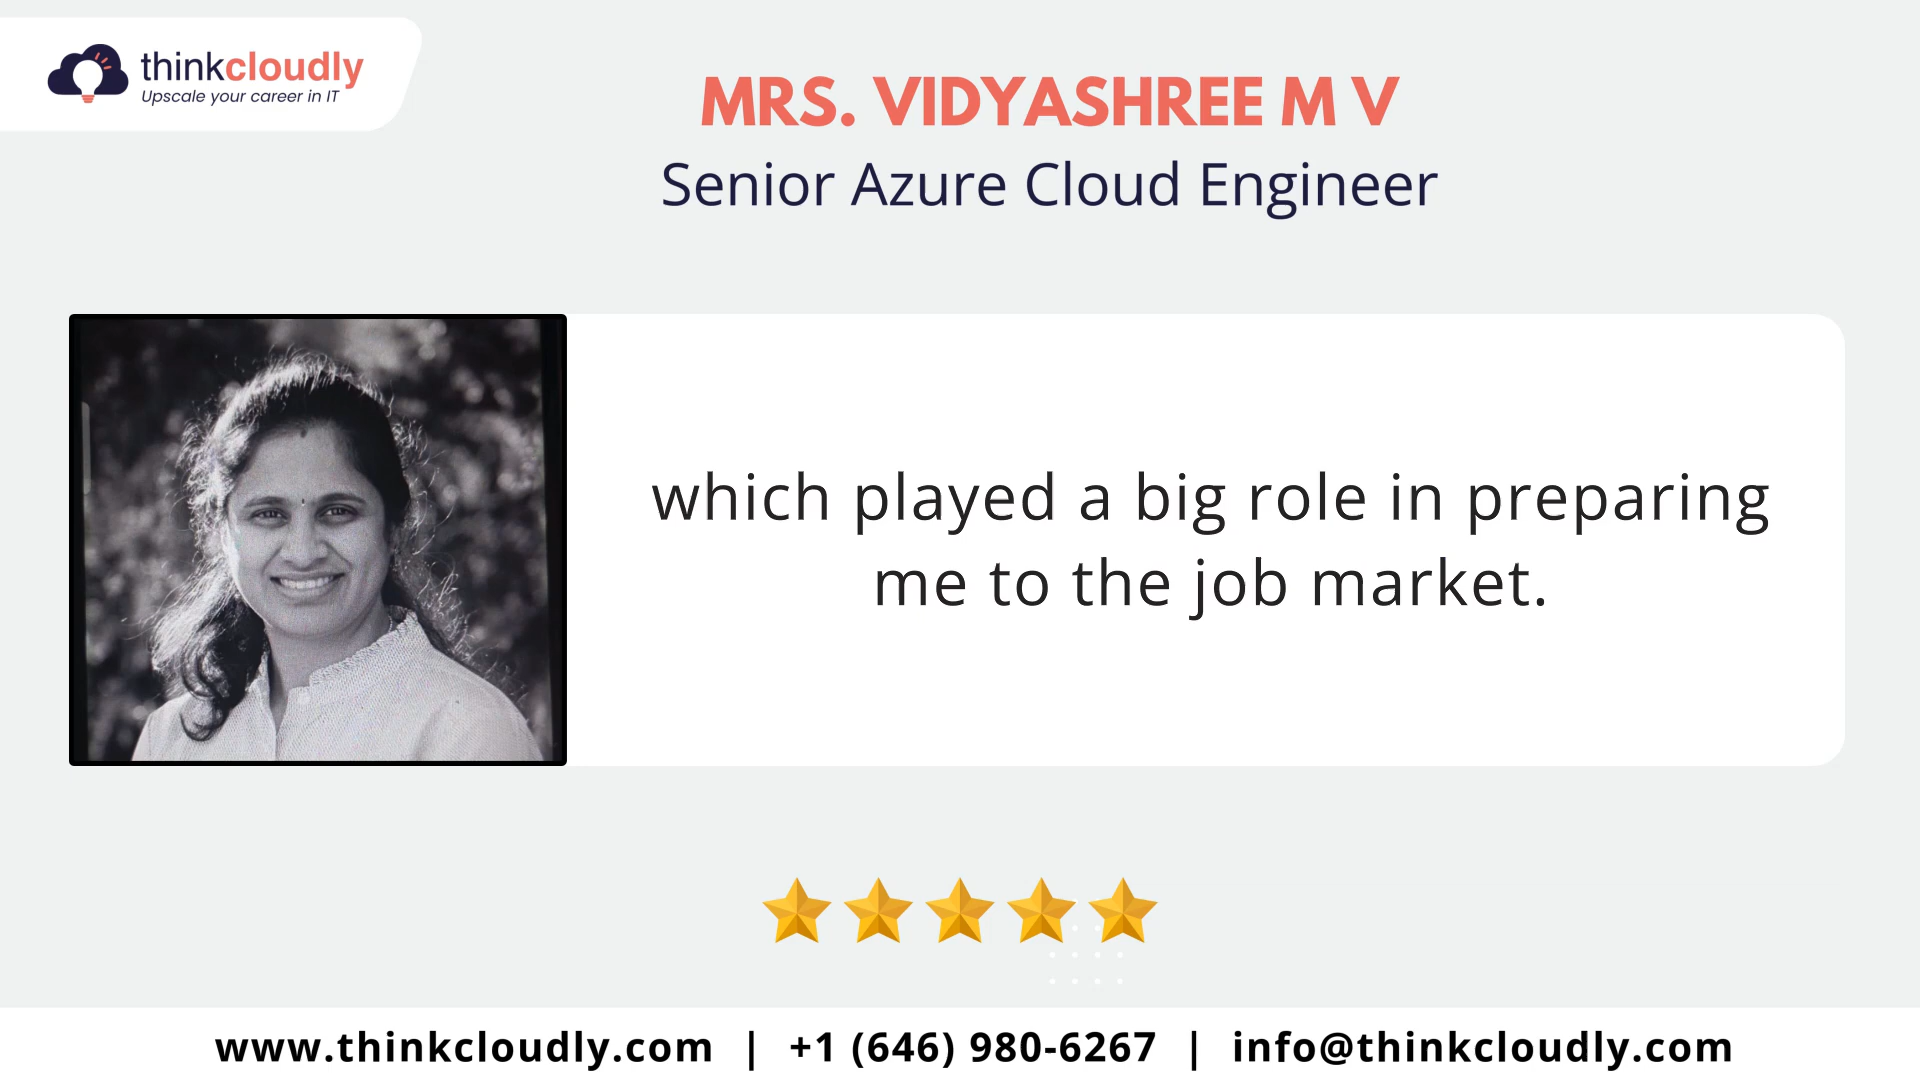 thinkcloudly
Upscale your career in IT
MRS. VIDYASHREE M V
Senior Azure Cloud Engineer
which played a big role in preparing
me to the job market.
www.thinkcloudly.com | +1 (646) 980-6267 | info@thinkcloudly.com